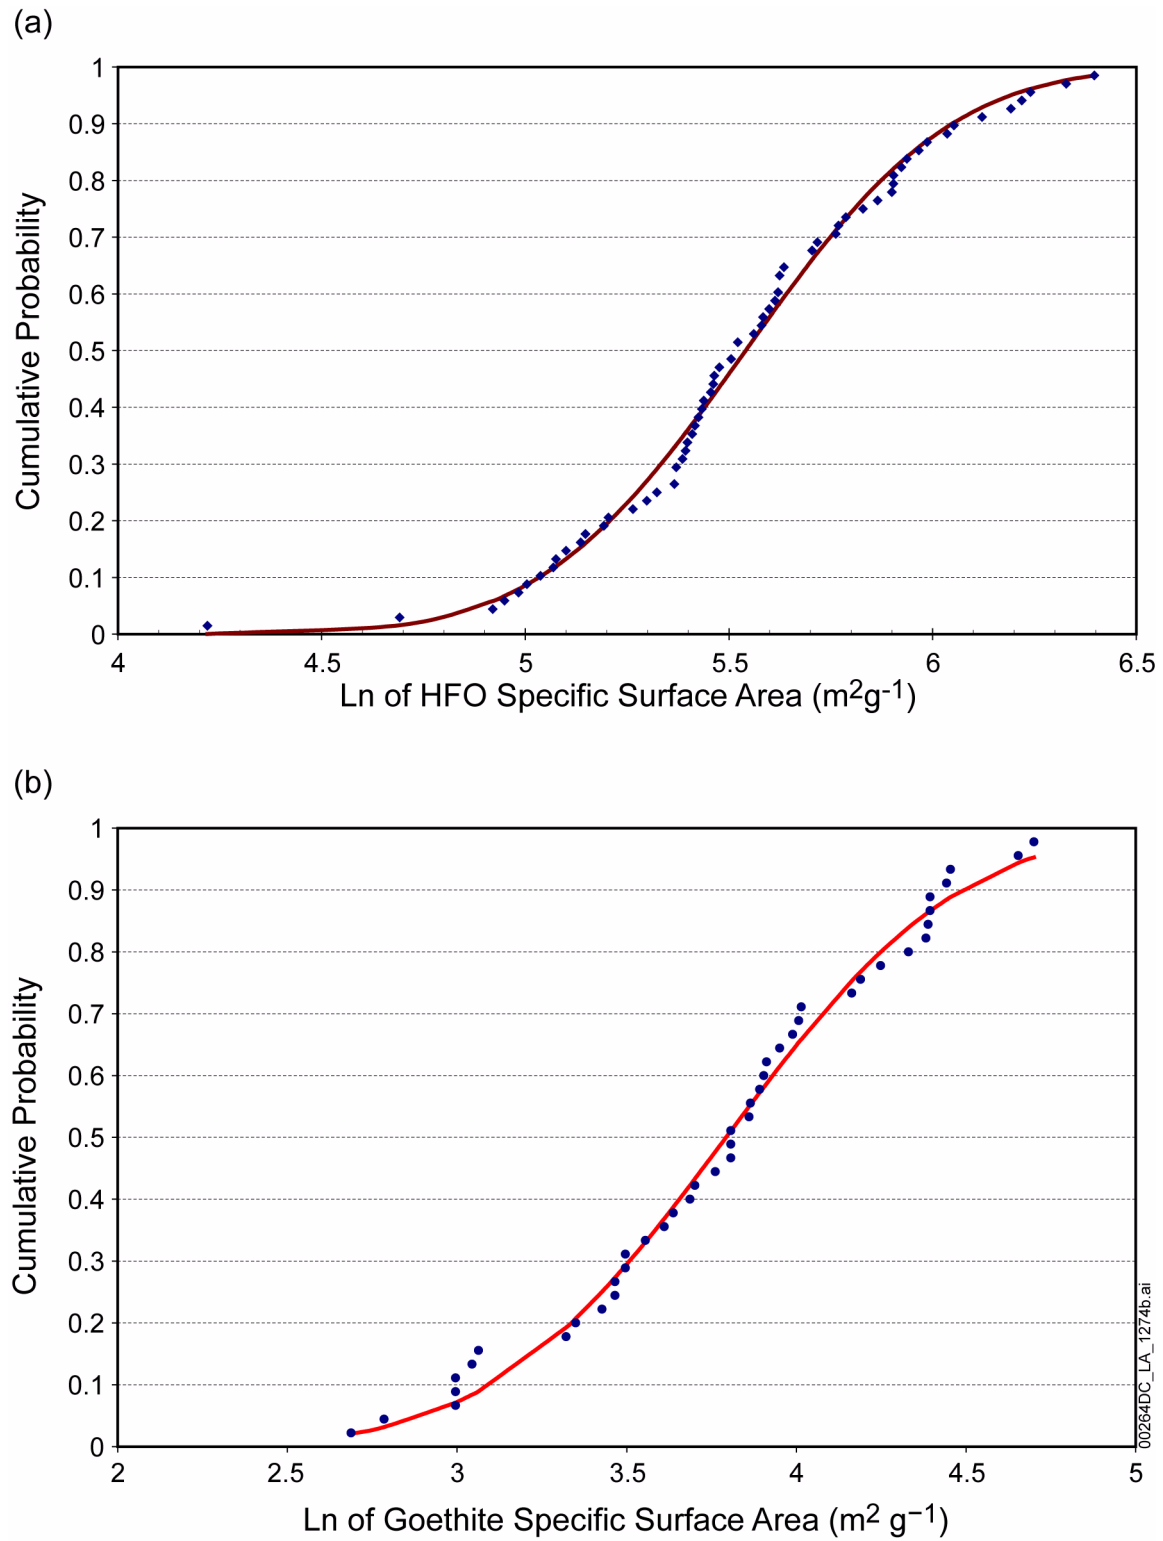 (a)
1
0.9
0.8
0.7
0.6
0.5
0.4
0.3
0.2
0.1
0
Cumulative Probability
4 4.5 5 5.5 6 6.5
Ln of HFO Specific Surface Area (m²g⁻¹)
(b)
1
0.9
0.8
0.7
0.6
0.5
0.4
0.3
0.2
0.1
0
Cumulative Probability
2 2.5 3 3.5 4 4.5 5
Ln of Goethite Specific Surface Area (m² g⁻¹)
00264DC_LA_1274b.ai